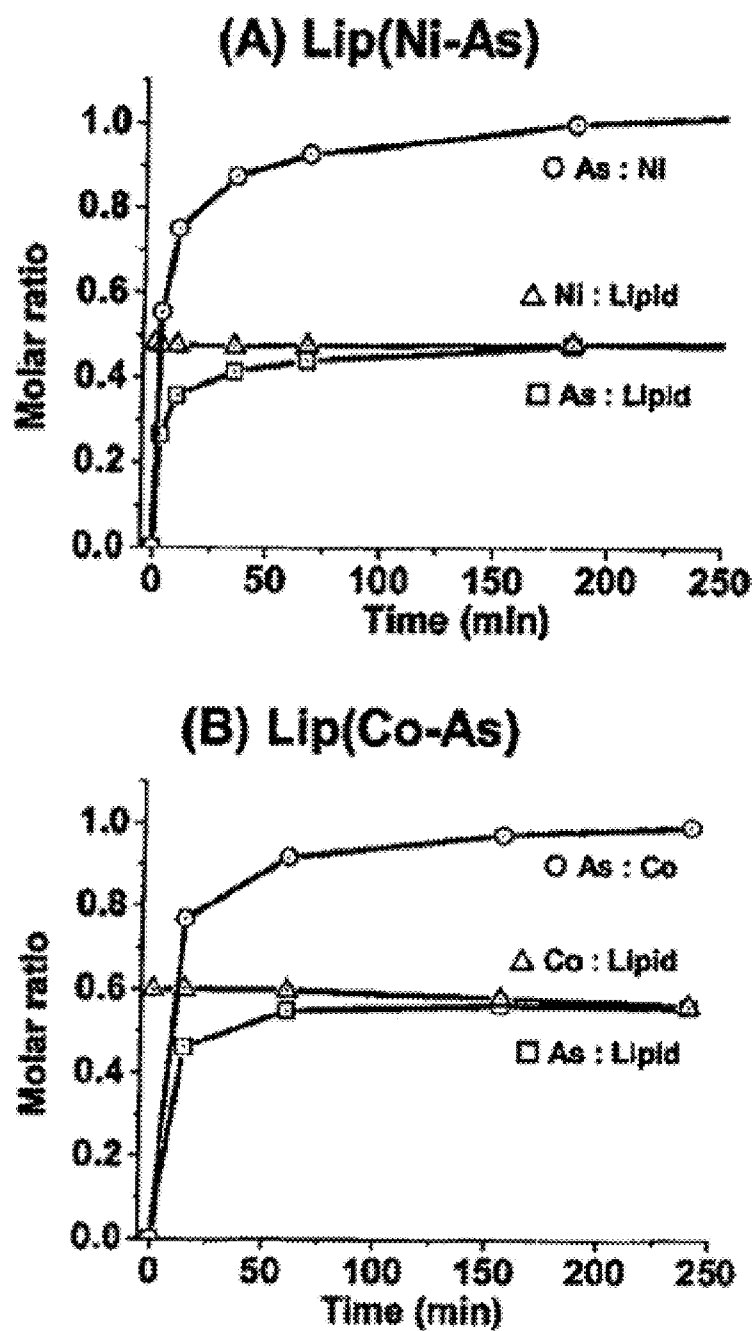 (A) Lip(Ni-As)
Molar ratio
1.0
0.8
0.6
0.4
0.2
0.0
○ As : Ni
△ Ni : Lipid
□ As : Lipid
0 50 100 150 200 250
Time (min)
(B) Lip(Co-As)
Molar ratio
1.0
0.8
0.6
0.4
0.2
0.0
○ As : Co
△ Co : Lipid
□ As : Lipid
0 50 100 150 200 250
Time (min)